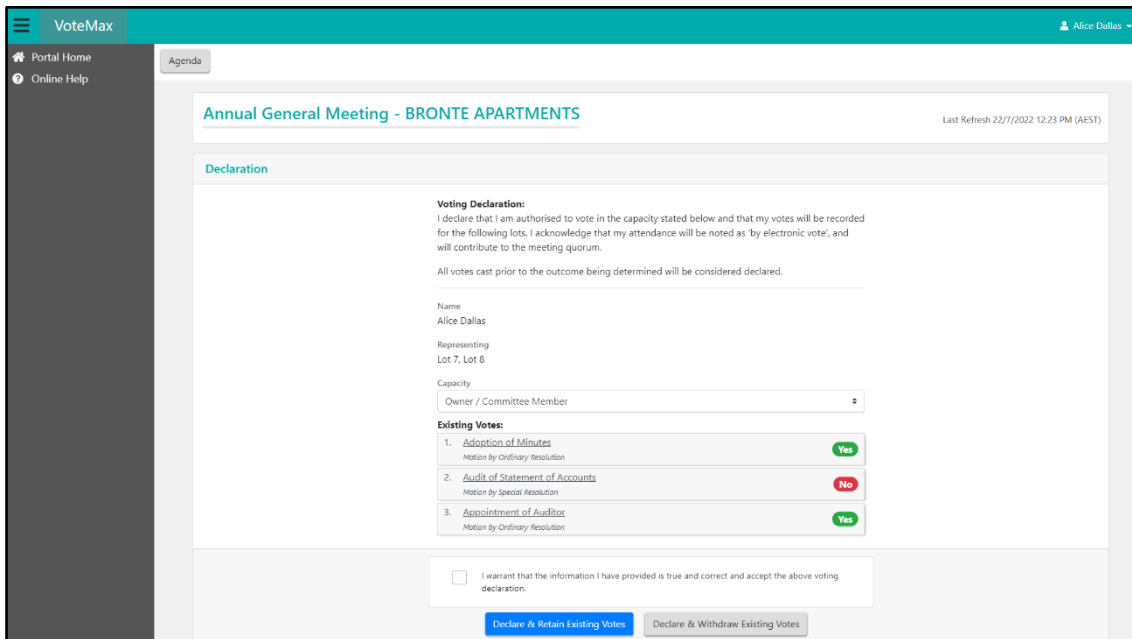 VoteMax
Alice Dallas
Portal Home
Online Help
Agenda
Annual General Meeting - BRONTE APARTMENTS
Last Refresh 22/7/2022 12:23 PM (AEST)
Declaration
Voting Declaration:
I declare that I am authorised to vote in the capacity stated below and that my votes will be recorded
for the following lots. I acknowledge that my attendance will be noted as 'by electronic vote', and
will contribute to the meeting quorum.
All votes cast prior to the outcome being determined will be considered declared.
Name
Alice Dallas
Representing
Lot 7, Lot 8
Capacity
Owner / Committee Member
Existing Votes:
1. Adoption of Minutes
Motion by Ordinary Resolution
Yes
2. Audit of Statement of Accounts
Motion by Special Resolution
No
3. Appointment of Auditor
Motion by Ordinary Resolution
Yes
I warrant that the information I have provided is true and correct and accept the above voting
declaration.
Declare & Retain Existing Votes
Declare & Withdraw Existing Votes